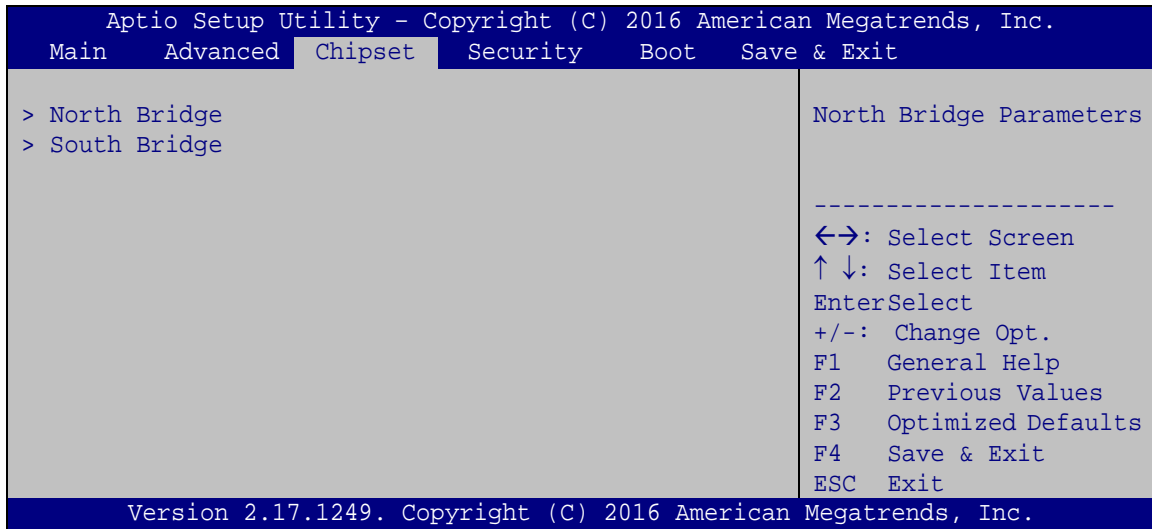 Aptio Setup Utility – Copyright (C) 2016 American Megatrends, Inc.
Main Advanced Chipset Security Boot Save & Exit
> North Bridge
> South Bridge
North Bridge Parameters
---------------------
←→: Select Screen
↑ ↓: Select Item
EnterSelect
+/-: Change Opt.
F1 General Help
F2 Previous Values
F3 Optimized Defaults
F4 Save & Exit
ESC Exit
Version 2.17.1249. Copyright (C) 2016 American Megatrends, Inc.